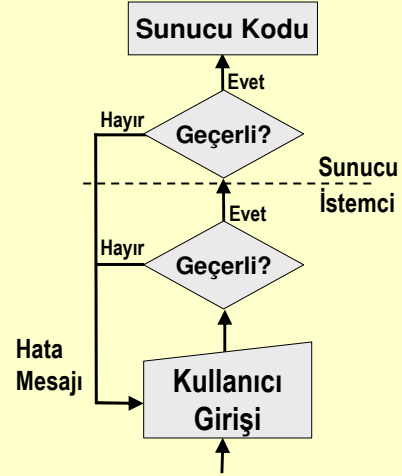 Sunucu Kodu
Evet
Hayır
Geçerli?
Sunucu
İstemci
Evet
Hayır
Geçerli?
Hata
Mesajı
Kullanıcı
Girişi